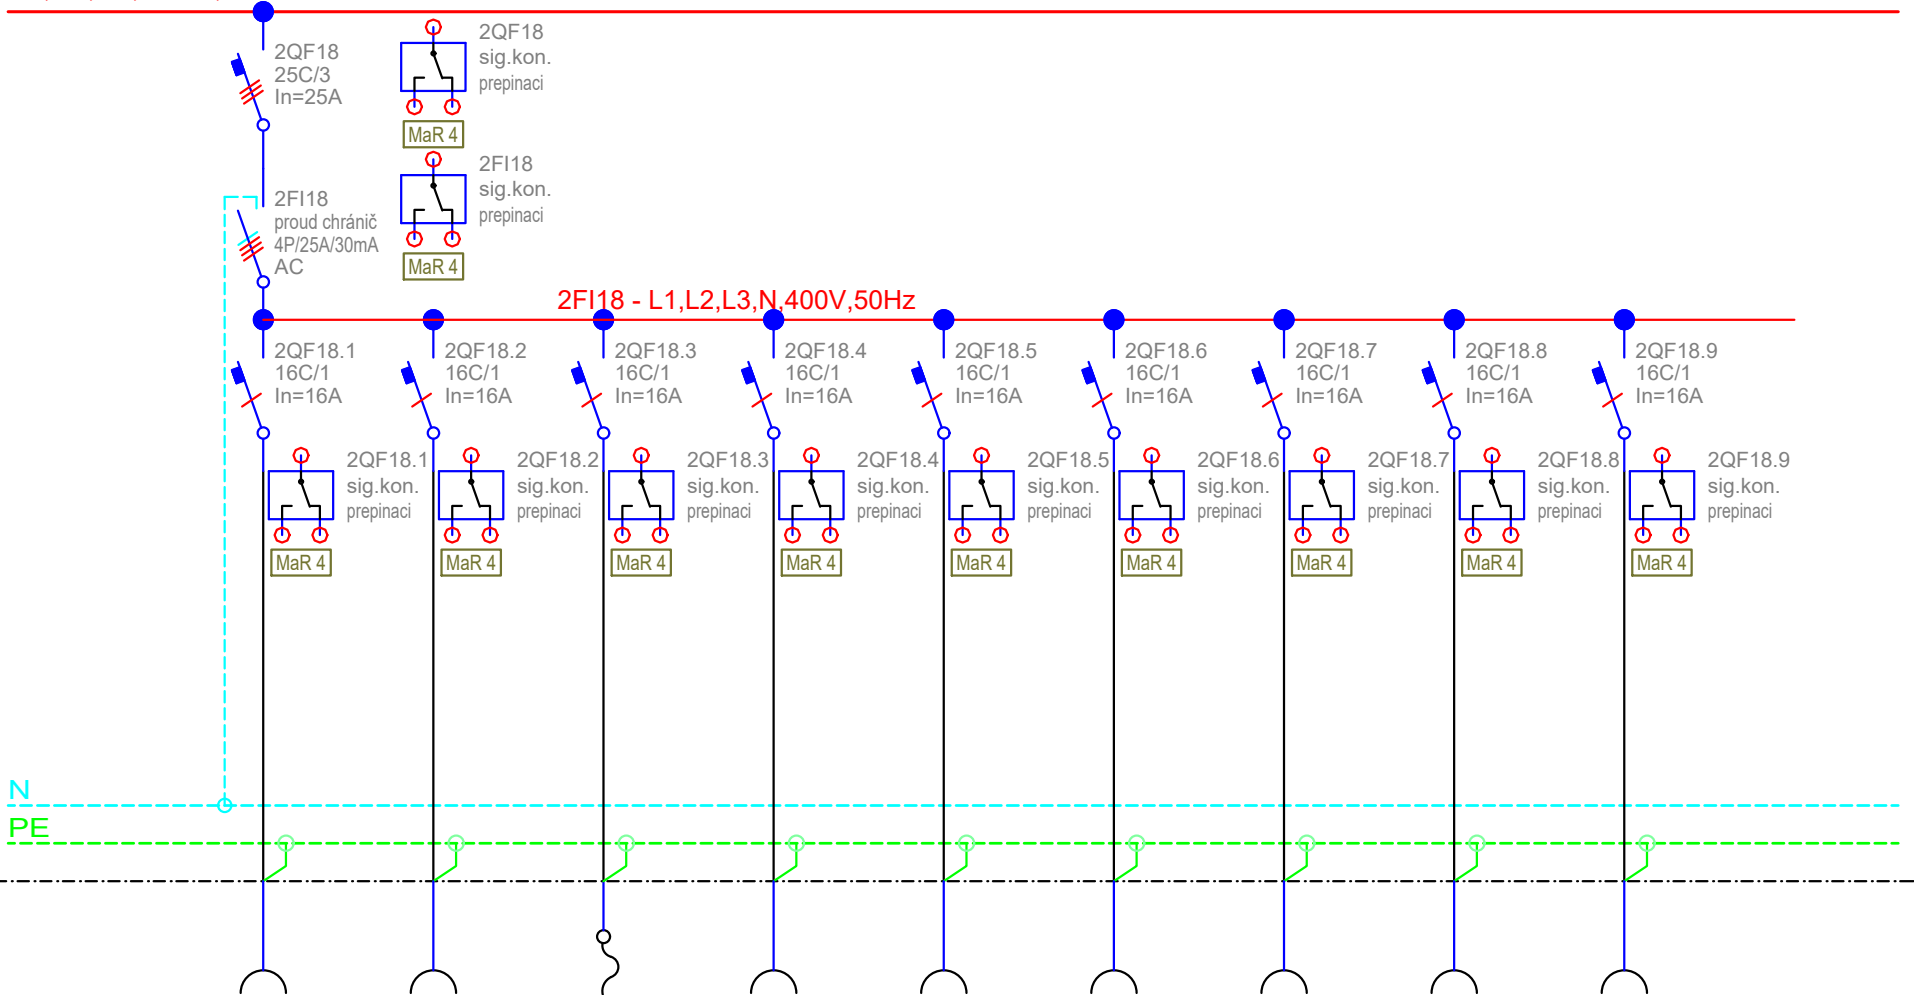 2QF18
25C/3
In=25A
2QF18
sig.kon.
prepinaci
MaR 4
2FI18
proud chránič
4P/25A/30mA
AC
2FI18
sig.kon.
prepinaci
MaR 4
2FI18 - L1,L2,L3,N,400V,50Hz
2QF18.1
16C/1
In=16A
2QF18.2
16C/1
In=16A
2QF18.3
16C/1
In=16A
2QF18.4
16C/1
In=16A
2QF18.5
16C/1
In=16A
2QF18.6
16C/1
In=16A
2QF18.7
16C/1
In=16A
2QF18.8
16C/1
In=16A
2QF18.9
16C/1
In=16A
2QF18.1
sig.kon.
prepinaci
MaR 4
2QF18.2
sig.kon.
prepinaci
MaR 4
2QF18.3
sig.kon.
prepinaci
MaR 4
2QF18.4
sig.kon.
prepinaci
MaR 4
2QF18.5
sig.kon.
prepinaci
MaR 4
2QF18.6
sig.kon.
prepinaci
MaR 4
2QF18.7
sig.kon.
prepinaci
MaR 4
2QF18.8
sig.kon.
prepinaci
MaR 4
2QF18.9
sig.kon.
prepinaci
MaR 4
N
PE